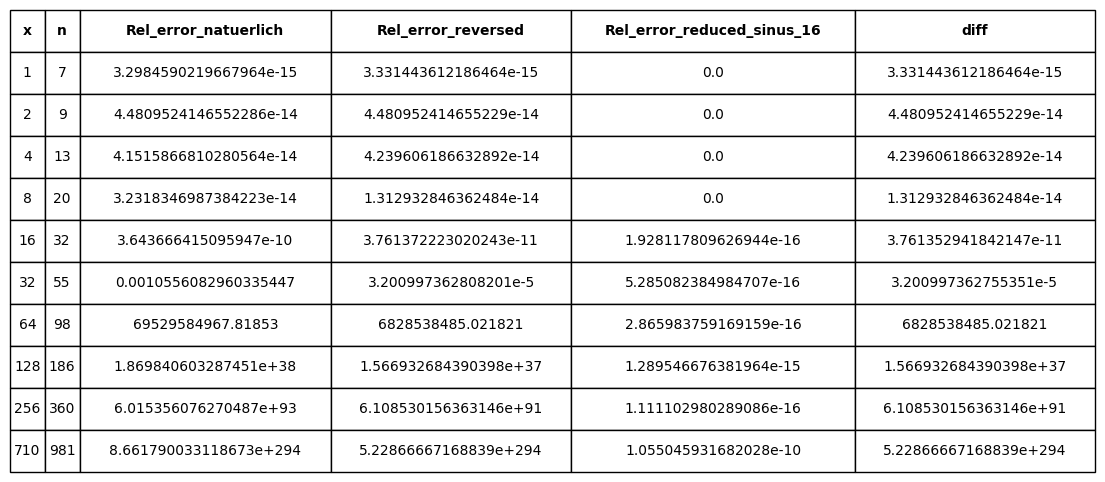 x n Rel_error_natuerlich Rel_error_reversed Rel_error_reduced_sinus_16 diff
1 7 3.2984590219667964e-15 3.331443612186464e-15 0.0 3.331443612186464e-15
2 9 4.4809524146552286e-14 4.480952414655229e-14 0.0 4.480952414655229e-14
4 13 4.1515866810280564e-14 4.239606186632892e-14 0.0 4.239606186632892e-14
8 20 3.2318346987384223e-14 1.312932846362484e-14 0.0 1.312932846362484e-14
16 32 3.643666415095947e-10 3.761372223020243e-11 1.928117809626944e-16 3.761352941842147e-11
32 55 0.0010556082960335447 3.200997362808201e-5 5.285082384984707e-16 3.200997362755351e-5
64 98 69529584967.81853 6828538485.021821 2.865983759169159e-16 6828538485.021821
128 186 1.869840603287451e+38 1.566932684390398e+37 1.289546676381964e-15 1.566932684390398e+37
256 360 6.015356076270487e+93 6.108530156363146e+91 1.111102980289086e-16 6.108530156363146e+91
710 981 8.661790033118673e+294 5.22866667168839e+294 1.055045931682028e-10 5.22866667168839e+294